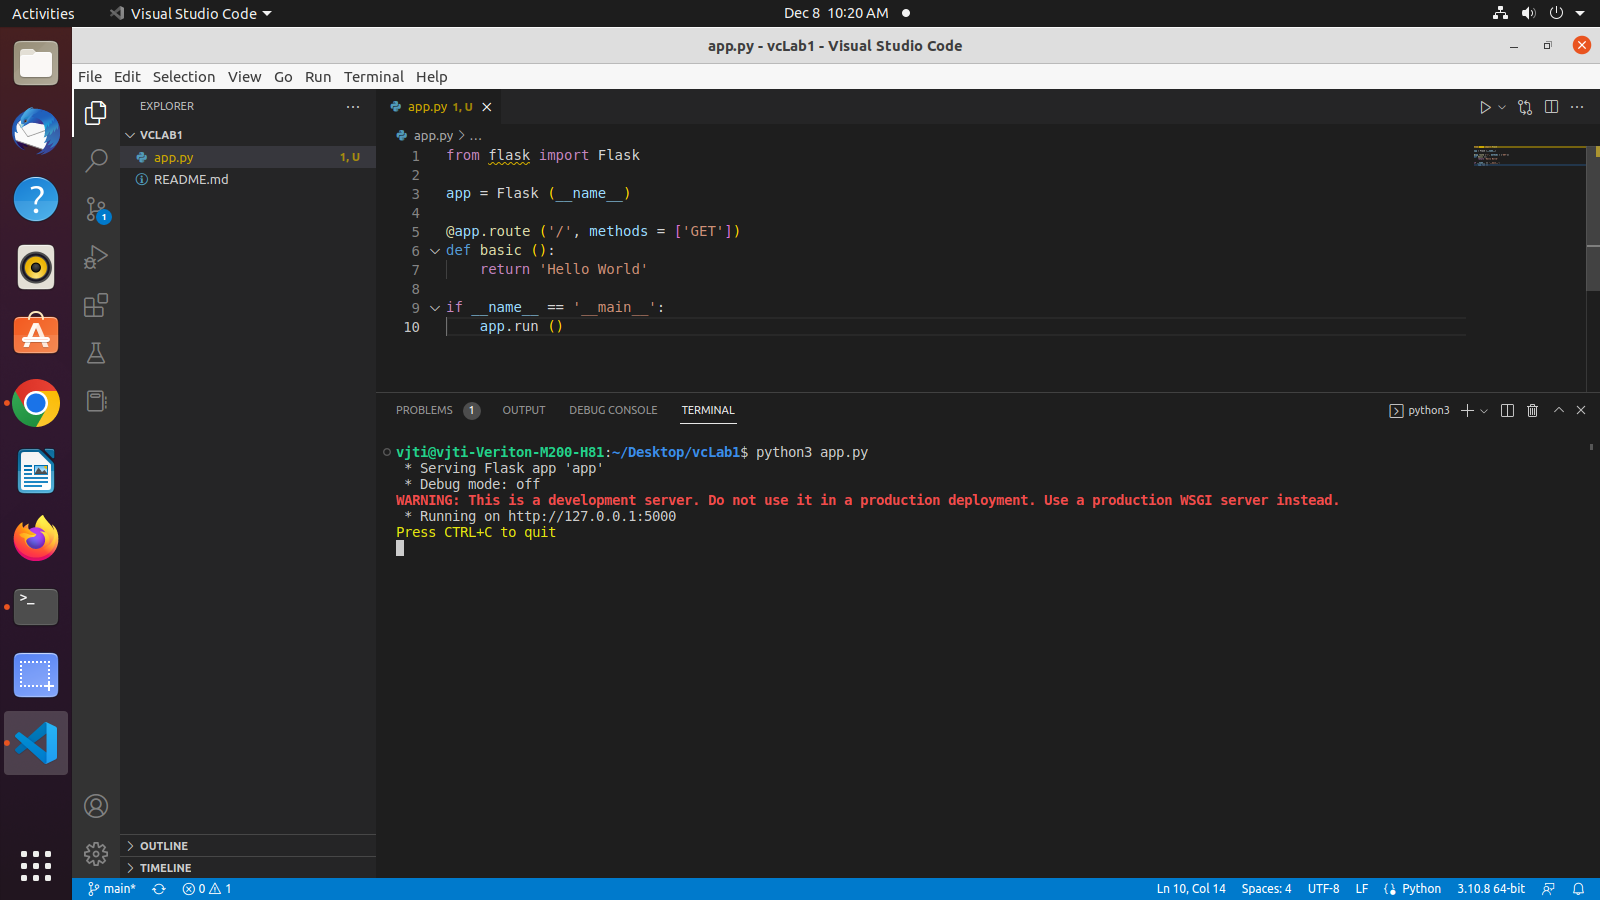 Activities Visual Studio Code Dec 8 10:20 AM
app.py - vcLab1 - Visual Studio Code
File Edit Selection View Go Run Terminal Help
EXPLORER
VCLAB1
app.py 1, U
README.md
OUTLINE
TIMELINE
app.py 1, U
app.py > ...
1 from flask import Flask
2
3 app = Flask (__name__)
4
5 @app.route ('/', methods = ['GET'])
6 def basic ():
7     return 'Hello World'
8
9 if __name__ == '__main__':
10     app.run ()
PROBLEMS 1 OUTPUT DEBUG CONSOLE TERMINAL python3
vjti@vjti-Veriton-M200-H81:~/Desktop/vcLab1$ python3 app.py
 * Serving Flask app 'app'
 * Debug mode: off
WARNING: This is a development server. Do not use it in a production deployment. Use a production WSGI server instead.
 * Running on http://127.0.0.1:5000
Press CTRL+C to quit
main* 0 1 Ln 10, Col 14 Spaces: 4 UTF-8 LF Python 3.10.8 64-bit